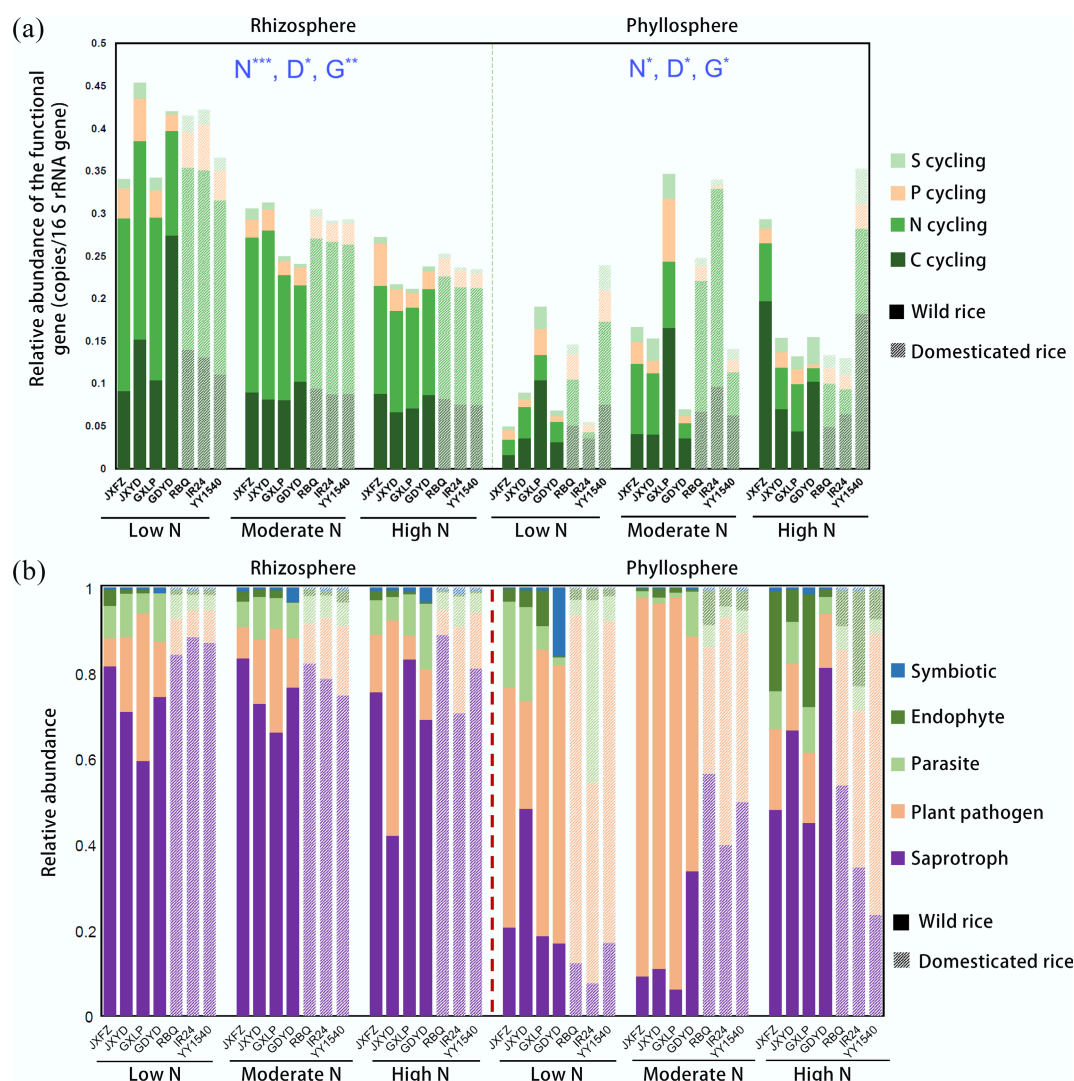 (a)
Rhizosphere
Phyllosphere
Relative abundance of the functional
gene (copies/16 S rRNA gene)
0.5
0.45
0.4
0.35
0.3
0.25
0.2
0.15
0.1
0.05
0
N***, D*, G**
N*, D*, G*
S cycling
P cycling
N cycling
C cycling
Wild rice
Domesticated rice
JXFZ JXYD GXLP GDYD RBQ IR24 YY1540
JXFZ JXYD GXLP GDYD RBQ IR24 YY1540
JXFZ JXYD GXLP GDYD RBQ IR24 YY1540
JXFZ JXYD GXLP GDYD RBQ IR24 YY1540
JXFZ JXYD GXLP GDYD RBQ IR24 YY1540
JXFZ JXYD GXLP GDYD RBQ IR24 YY1540
Low N Moderate N High N Low N Moderate N High N
(b)
Rhizosphere
Phyllosphere
Relative abundance
1
0.8
0.6
0.4
0.2
0
Symbiotic
Endophyte
Parasite
Plant pathogen
Saprotroph
Wild rice
Domesticated rice
JXFZ JXYD GXLP GDYD RBQ IR24 YY1540
JXFZ JXYD GXLP GDYD RBQ IR24 YY1540
JXFZ JXYD GXLP GDYD RBQ IR24 YY1540
JXFZ JXYD GXLP GDYD RBQ IR24 YY1540
JXFZ JXYD GXLP GDYD RBQ IR24 YY1540
JXFZ JXYD GXLP GDYD RBQ IR24 YY1540
Low N Moderate N High N Low N Moderate N High N